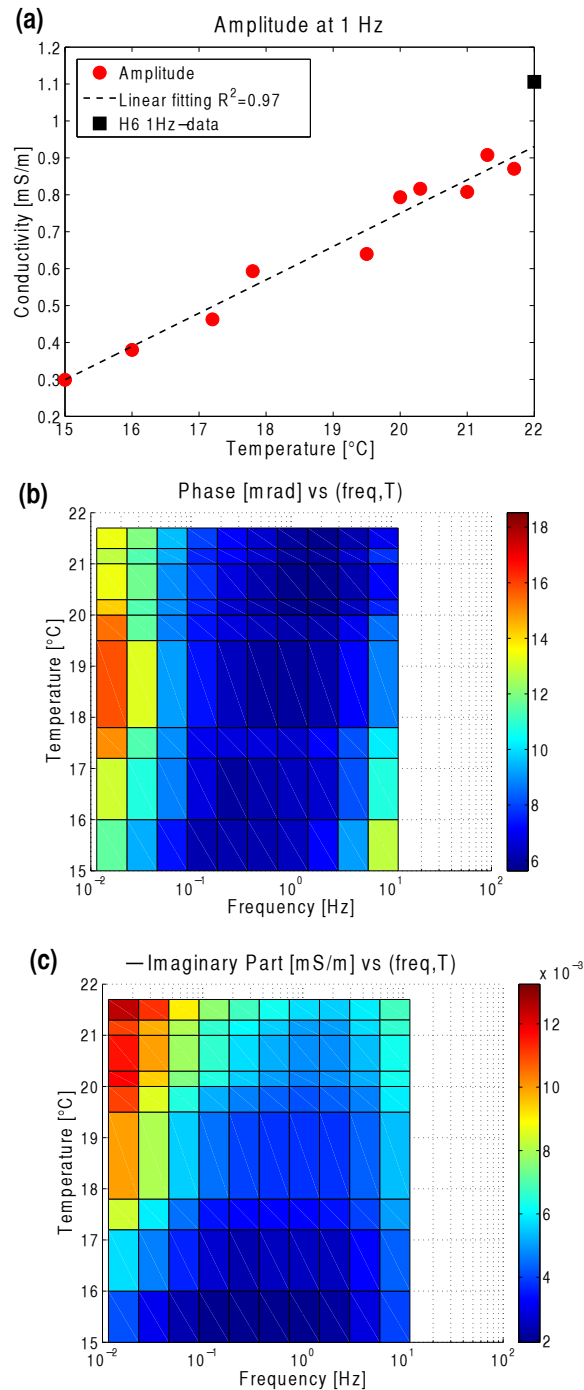 (a)
Amplitude at 1 Hz
1.2
1.1
1
0.9
0.8
0.7
0.6
0.5
0.4
0.3
0.2
Conductivity [mS/m]
Amplitude
Linear fitting R²=0.97
H6 1Hz−data
15 16 17 18 19 20 21 22
Temperature [°C]
(b)
Phase [mrad] vs (freq,T)
22
21
20
19
18
17
16
15
Temperature [°C]
10⁻² 10⁻¹ 10⁰ 10¹ 10²
Frequency [Hz]
18
16
14
12
10
8
6
(c)
—Imaginary Part [mS/m] vs (freq,T)
x 10⁻³
22
21
20
19
18
17
16
15
Temperature [°C]
10⁻² 10⁻¹ 10⁰ 10¹ 10²
Frequency [Hz]
12
10
8
6
4
2